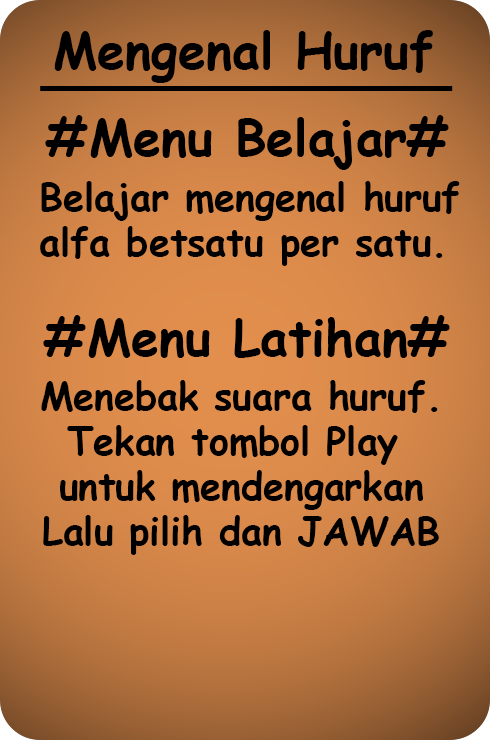 Mengenal Huruf
#Menu Belajar#
Belajar mengenal huruf
alfa betsatu per satu.
#Menu Latihan#
Menebak suara huruf.
Tekan tombol Play
untuk mendengarkan
Lalu pilih dan JAWAB